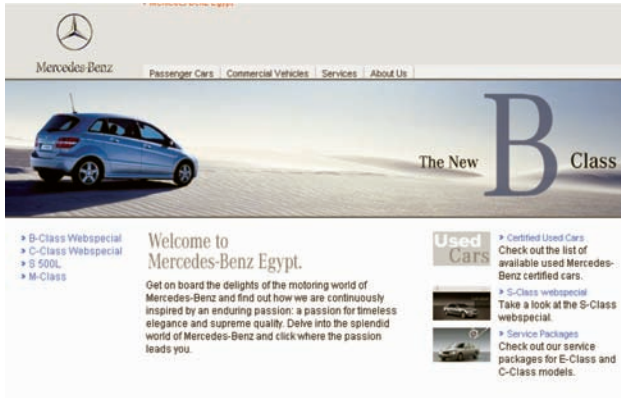 Mercedes-Benz Egypt
Mercedes-Benz
Passenger Cars
Commercial Vehicles
Services
About Us
The New B Class
B-Class Webspecial
C-Class Webspecial
S 500L
M-Class
Welcome to
Mercedes-Benz Egypt.
Get on board the delights of the motoring world of
Mercedes-Benz and find out how we are continuously
inspired by an enduring passion: a passion for timeless
elegance and supreme quality. Delve into the splendid
world of Mercedes-Benz and click where the passion
leads you.
Used
Cars
Certified Used Cars
Check out the list of
available used Mercedes-
Benz certified cars.
S-Class webspecial
Take a look at the S-Class
webspecial.
Service Packages
Check out our service
packages for E-Class and
C-Class models.